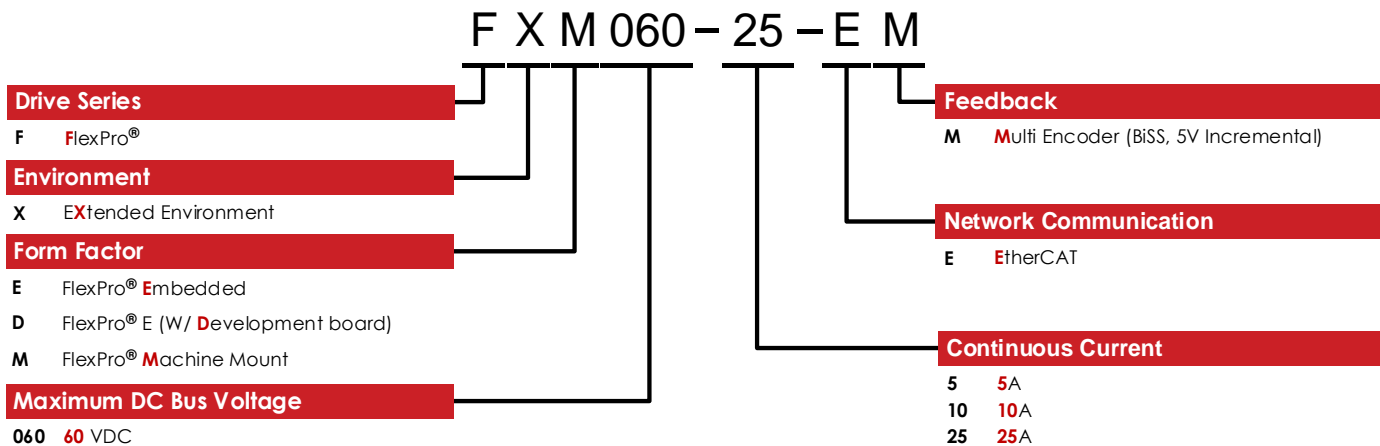 F X M 060 – 25 – E M
Drive Series
F FlexPro®
Environment
X EXtended Environment
Form Factor
E FlexPro® Embedded
D FlexPro® E (W/ Development board)
M FlexPro® Machine Mount
Maximum DC Bus Voltage
060 60 VDC
Feedback
M Multi Encoder (BiSS, 5V Incremental)
Network Communication
E EtherCAT
Continuous Current
5 5A
10 10A
25 25A